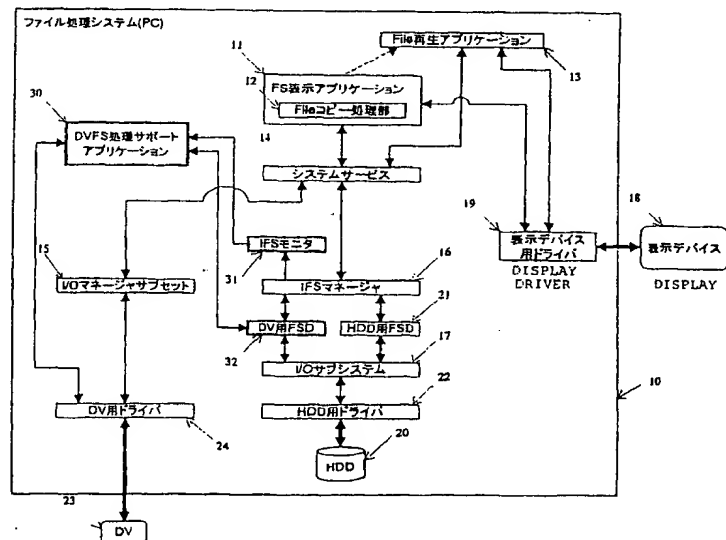 ファイル処理システム(PC)
11
File再生アプリケーション
13
12
FS表示アプリケーション
Fileコピー処理部
14
30
DVFS処理サポート
アプリケーション
システムサービス
19
18
表示デバイス
用ドライバ
DISPLAY
DRIVER
表示デバイス
DISPLAY
IFSモニタ
31
15
I/Oマネージャサブセット
16
IFSマネージャ
21
DV用FSD
HDD用FSD
32
17
I/Oサブシステム
22
DV用ドライバ
HDD用ドライバ
24
10
20
HDD
23
DV